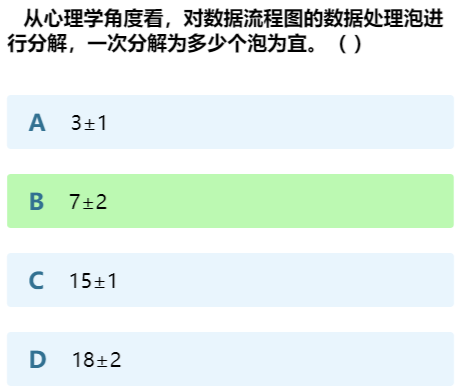 从心理学角度看，对数据流程图的数据处理泡进
行分解，一次分解为多少个泡为宜。（ ）
A 3±1
B 7±2
C 15±1
D 18±2